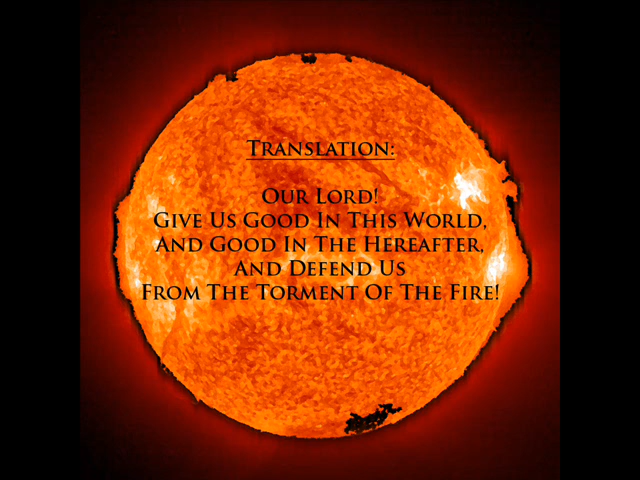 Translation:
Our Lord!
Give Us Good In This World,
And Good In The Hereafter,
And Defend Us
From The Torment Of The Fire!